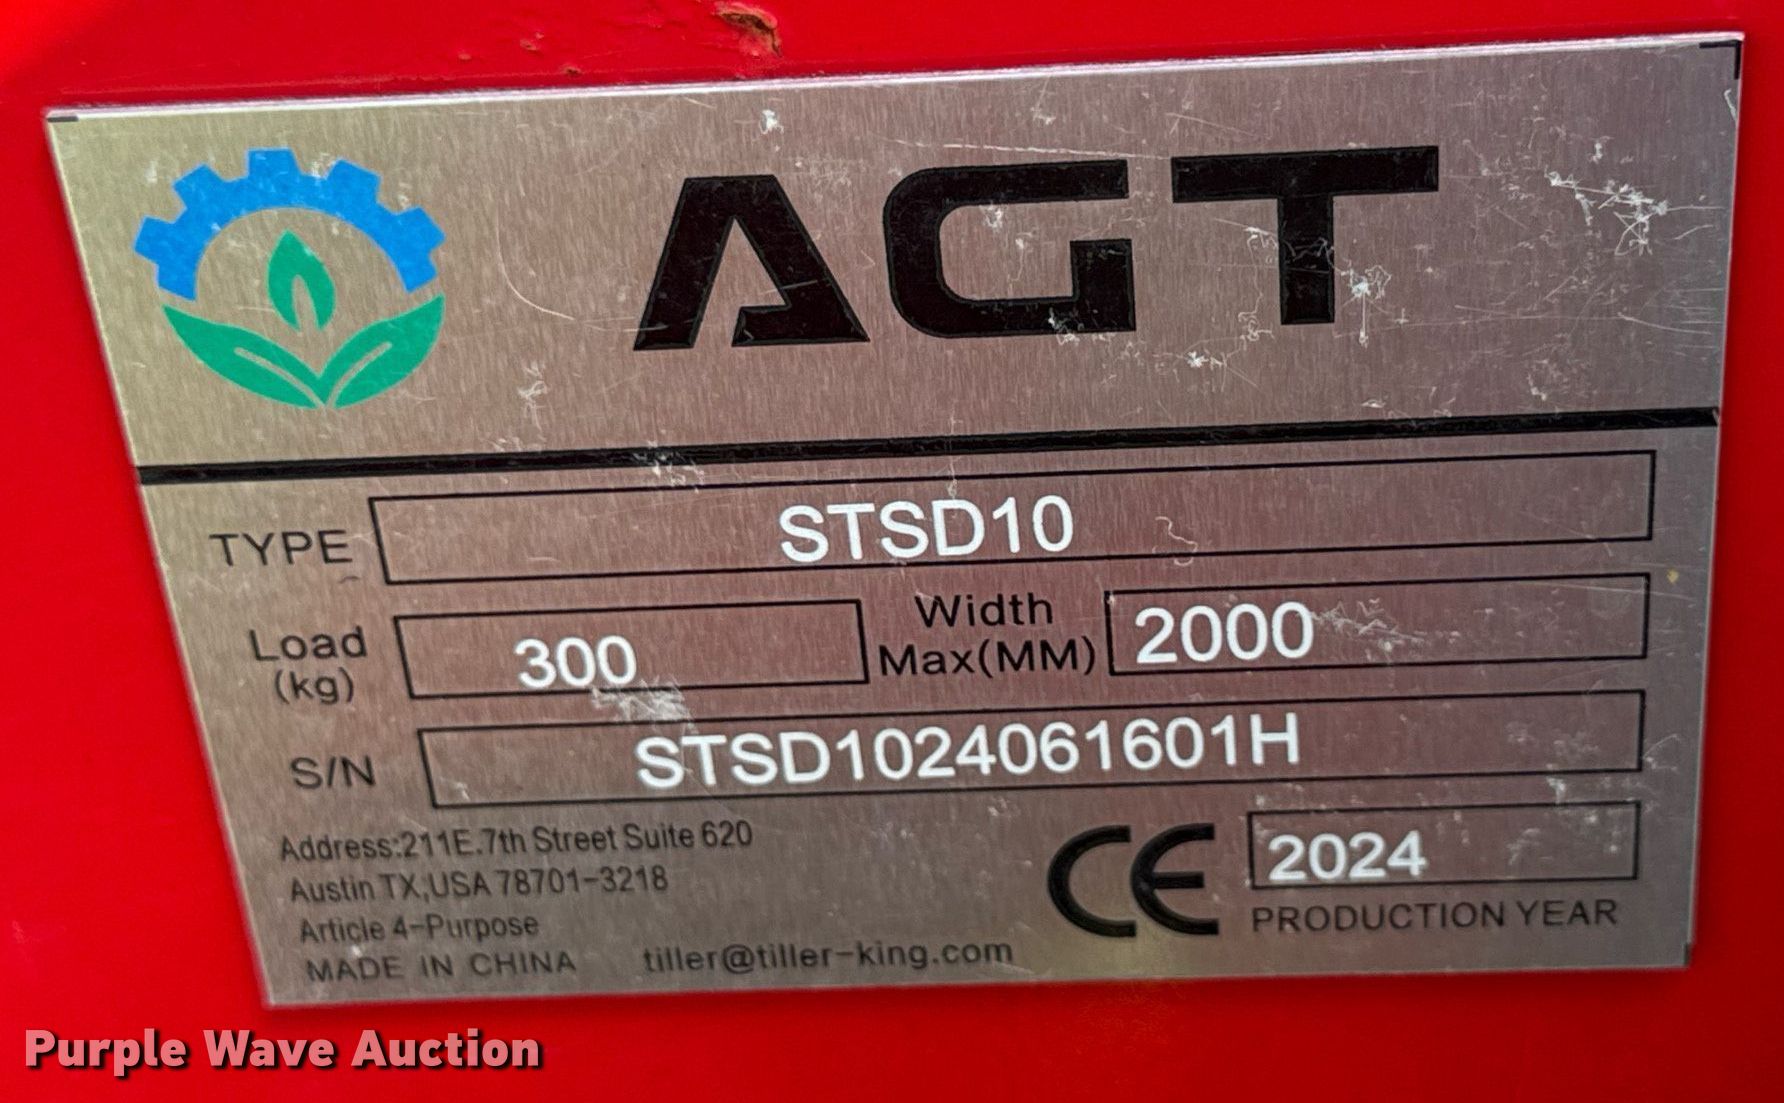 AGT
TYPE STSD10
Load (kg) 300 Width Max(MM) 2000
S/N STSD1024061601H
Address:211E.7th Street Suite 620
Austin TX,USA 78701-3218
Article 4-Purpose
MADE IN CHINA tiller@tiller-king.com
CE 2024
PRODUCTION YEAR
Purple Wave Auction